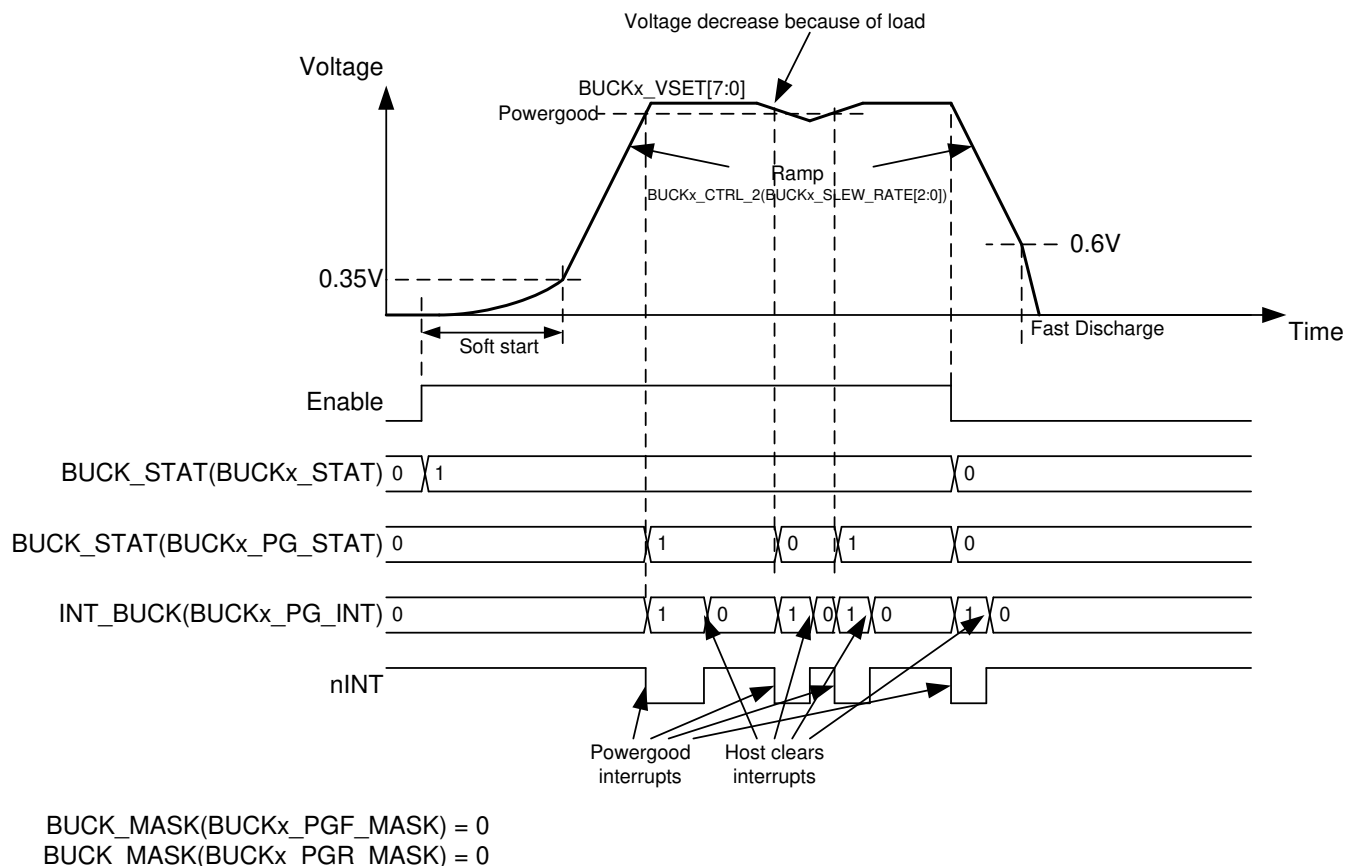 Voltage decrease because of load
Voltage
BUCKx_VSET[7:0]
Powergood
Ramp
BUCKx_CTRL_2(BUCKx_SLEW_RATE[2:0])
0.6V
0.35V
Soft start
Fast Discharge
Time
Enable
BUCK_STAT(BUCKx_STAT) 0 1 0
BUCK_STAT(BUCKx_PG_STAT) 0 1 0 1 0
INT_BUCK(BUCKx_PG_INT) 0 1 0 1 0 1 0 1 0
nINT
Powergood
interrupts
Host clears
interrupts
BUCK_MASK(BUCKx_PGF_MASK) = 0
BUCK_MASK(BUCKx_PGR_MASK) = 0